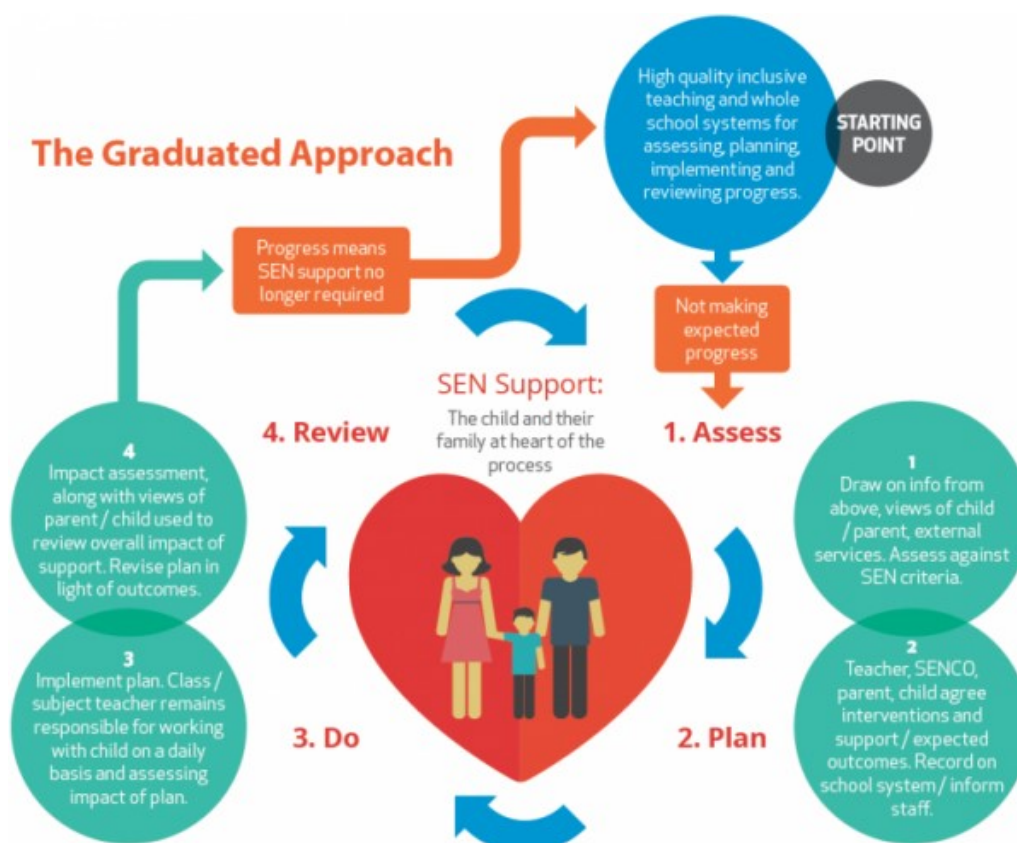 The Graduated Approach
High quality inclusive
teaching and whole
school systems for
assessing, planning,
implementing and
reviewing progress.
STARTING
POINT
Progress means
SEN support no
longer required
Not making
expected
progress
SEN Support:
The child and their
family at heart of the
process
4. Review
1. Assess
4
Impact assessment,
along with views of
parent / child used to
review overall impact of
support. Revise plan in
light of outcomes.
1
Draw on info from
above, views of child
/ parent, external
services. Assess against
SEN criteria.
3
Implement plan. Class /
subject teacher remains
responsible for working
with child on a daily
basis and assessing
impact of plan.
3. Do
2. Plan
2
Teacher, SENCO,
parent, child agree
interventions and
support / expected
outcomes. Record on
school system / inform
staff.